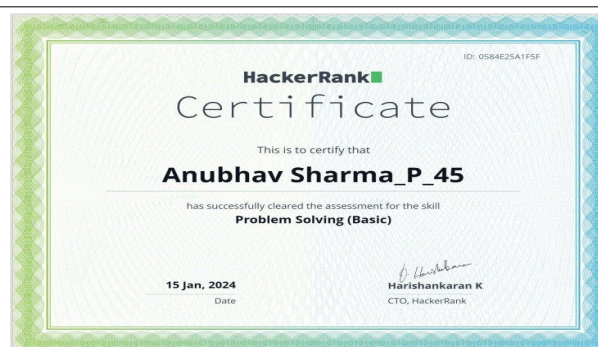 ID: 0584E25A1F5F
HackerRank
Certificate
This is to certify that
Anubhav Sharma_P_45
has successfully cleared the assessment for the skill
Problem Solving (Basic)
15 Jan, 2024
Date
Harishankaran K
CTO, HackerRank